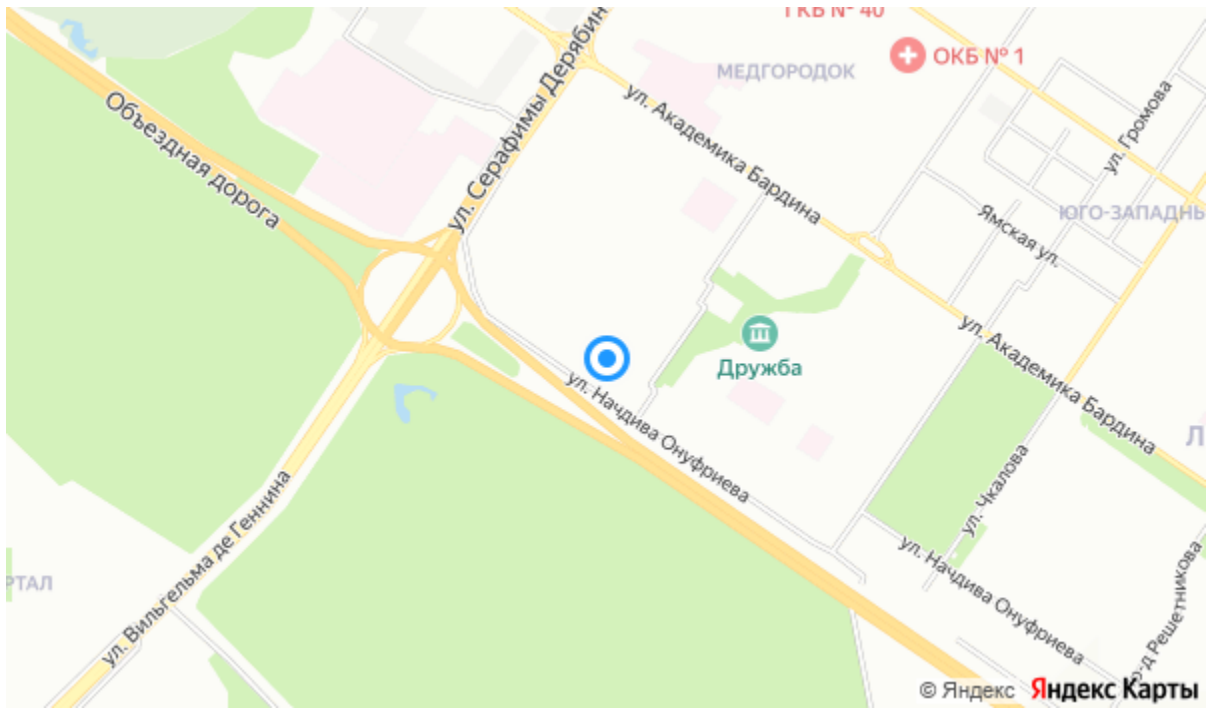 ГКБ № 40
ОКБ № 1
МЕДГОРОДОК
ул. Серафимы Дерябин
ул. Академика Бардина
ул. Громова
Объездная дорога
ЮГО-ЗАПАДНЫ
Ямская ул.
ул. Академика Бардина
Дружба
ул. Начдива Онуфриева
Л
ул. Чкалова
ул. Вильгельма де Геннина
ул. Начдива Онуфриева
РТАЛ
р-д Решетникова
© Яндекс Яндекс Карты